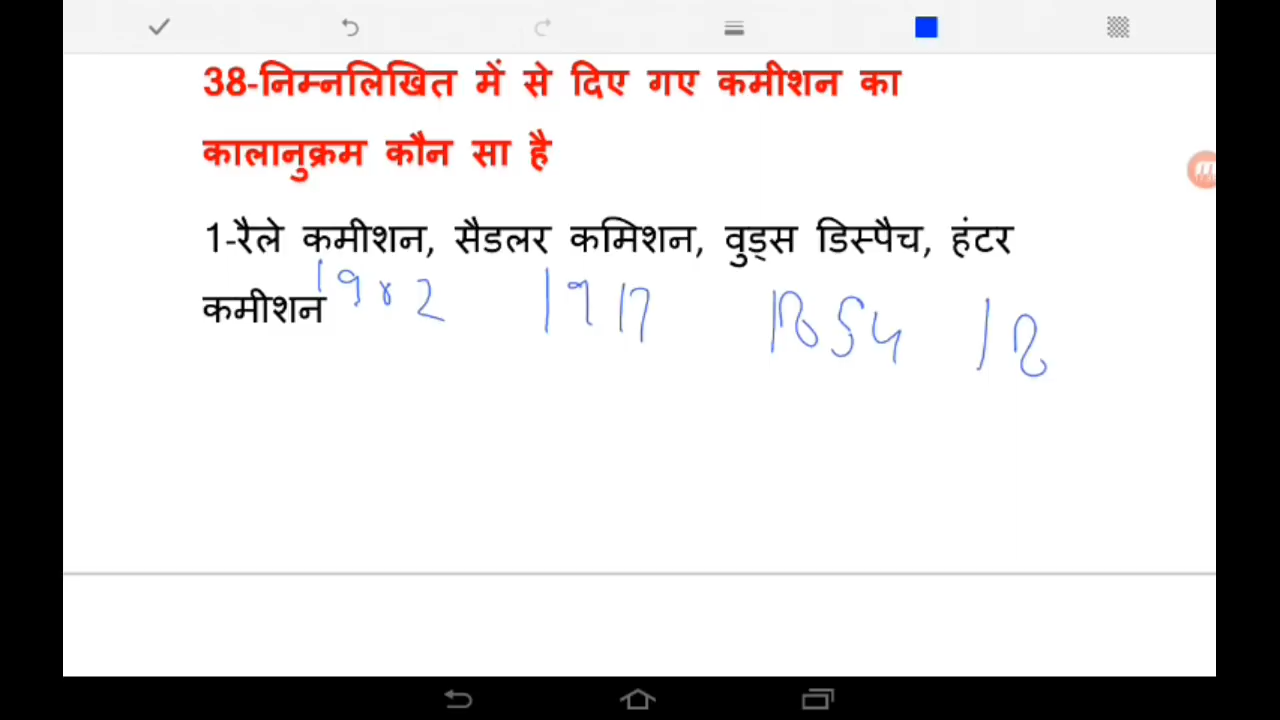 38-निम्नलिखित में से दिए गए कमीशन का
कालानुक्रम कौन सा है
1-रैले कमीशन, सैडलर कमिशन, वुड्स डिस्पैच, हंटर
कमीशन
1902 1917 1854 18